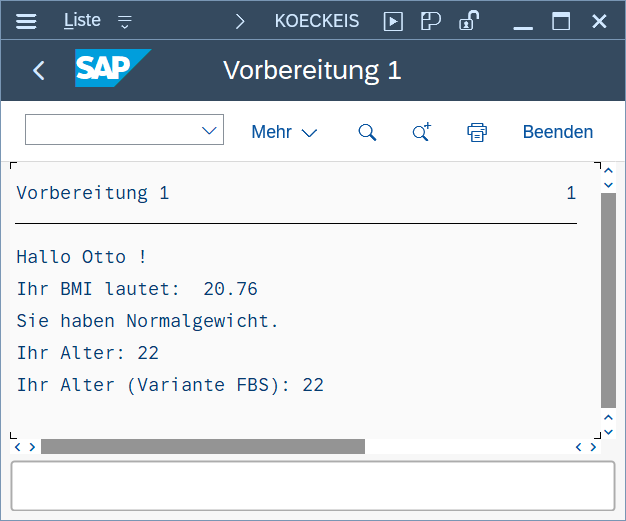 Liste KOECKEIS
SAP Vorbereitung 1
Mehr Beenden
Vorbereitung 1 1
Hallo Otto !
Ihr BMI lautet:  20.76
Sie haben Normalgewicht.
Ihr Alter: 22
Ihr Alter (Variante FBS): 22